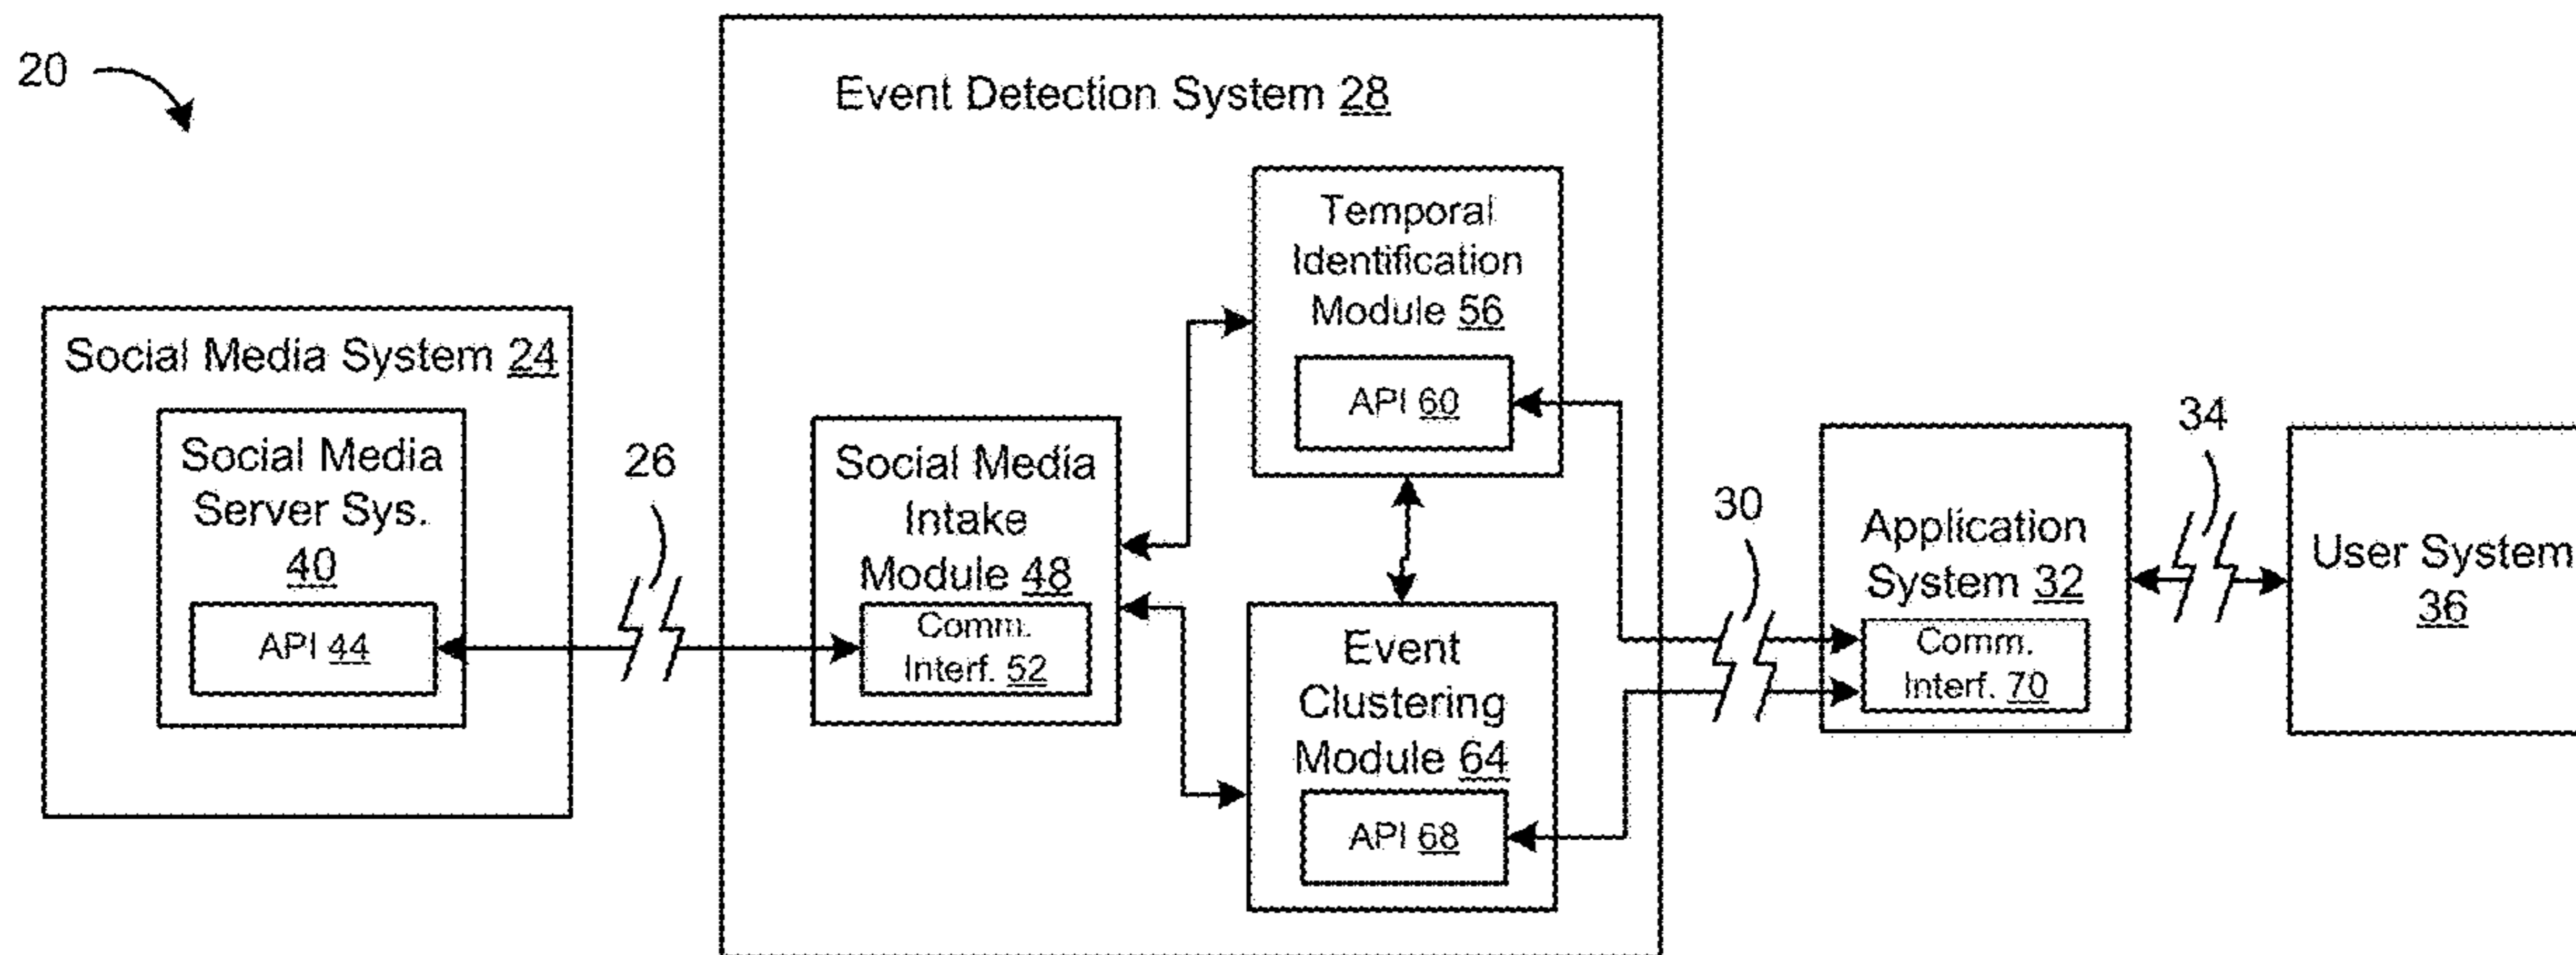 20
Event Detection System 28
Social Media System 24
Social Media
Server Sys.
40
API 44
26
Social Media
Intake
Module 48
Comm.
Interf. 52
Temporal
Identification
Module 56
API 60
Event
Clustering
Module 64
API 68
30
Application
System 32
Comm.
Interf. 70
34
User System
36